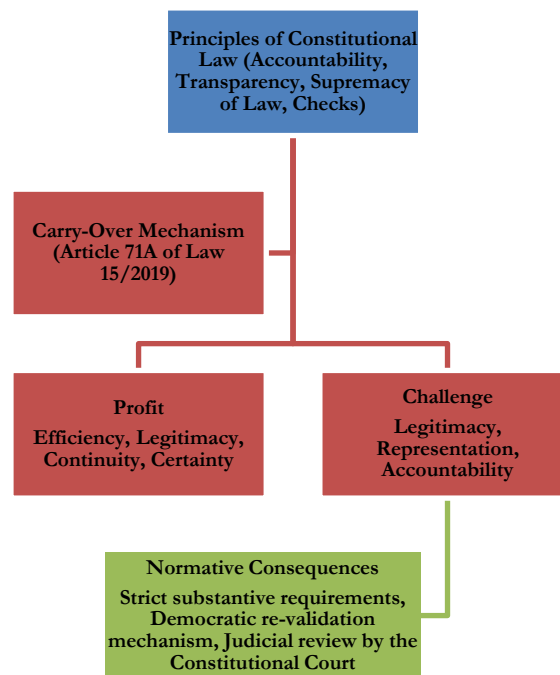 Principles of Constitutional
Law (Accountability,
Transparency, Supremacy
of Law, Checks)
Carry-Over Mechanism
(Article 71A of Law
15/2019)
Profit
Efficiency, Legitimacy,
Continuity, Certainty
Challenge
Legitimacy,
Representation,
Accountability
Normative Consequences
Strict substantive requirements,
Democratic re-validation
mechanism, Judicial review by the
Constitutional Court